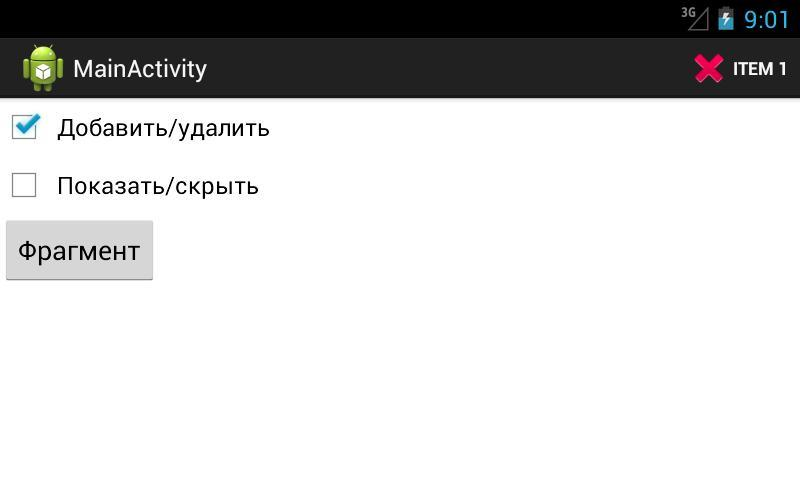 3G 9:01
MainActivity ITEM 1
Добавить/удалить
Показать/скрыть
Фрагмент